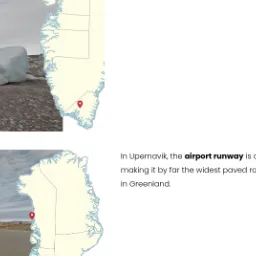 In Upernavik, the airport runway is
making it by far the widest paved
in Greenland.